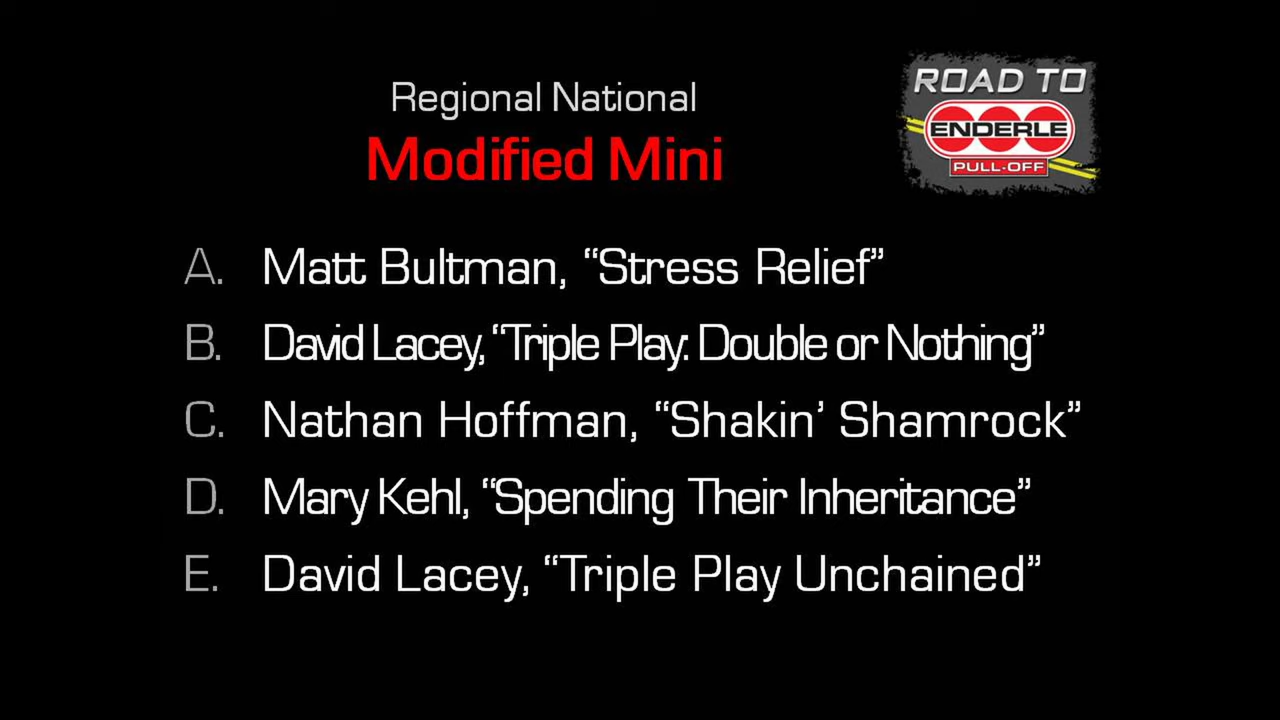 Regional National
Modified Mini
ROAD TO
ENDERLE
PULL-OFF
A. Matt Bultman, “Stress Relief”
B. David Lacey, “Triple Play: Double or Nothing”
C. Nathan Hoffman, “Shakin’ Shamrock”
D. Mary Kehl, “Spending Their Inheritance”
E. David Lacey, “Triple Play Unchained”